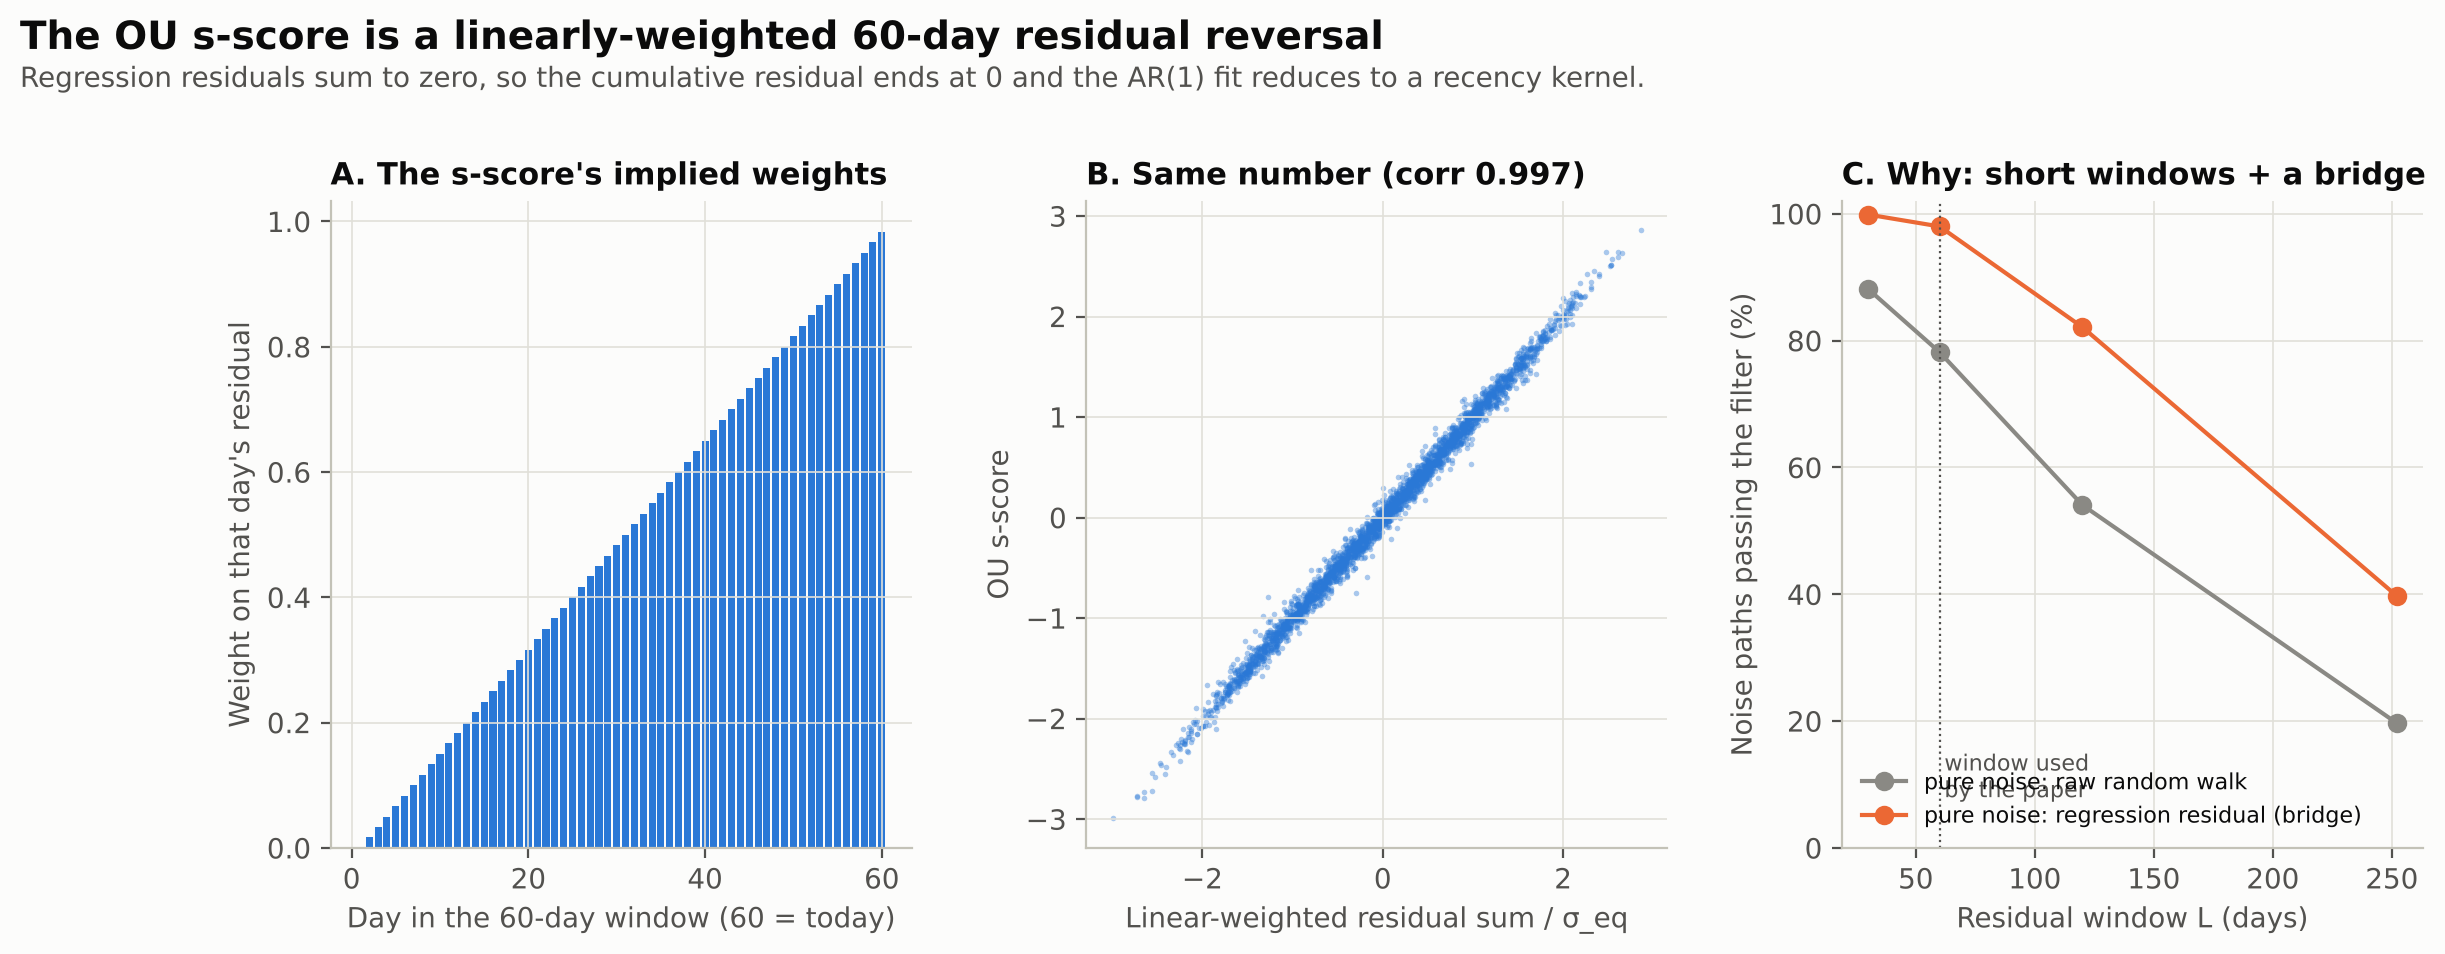 The OU s-score is a linearly-weighted 60-day residual reversal
Regression residuals sum to zero, so the cumulative residual ends at 0 and the AR(1) fit reduces to a recency kernel.
A. The s-score's implied weights
Weight on that day's residual
1.0
0.8
0.6
0.4
0.2
0.0
0 20 40 60
Day in the 60-day window (60 = today)
B. Same number (corr 0.997)
OU s-score
3
2
1
0
−1
−2
−3
−2 0 2
Linear-weighted residual sum / σ_eq
C. Why: short windows + a bridge
Noise paths passing the filter (%)
100
80
60
40
20
0
window used
by the paper
pure noise: raw random walk
pure noise: regression residual (bridge)
50 100 150 200 250
Residual window L (days)